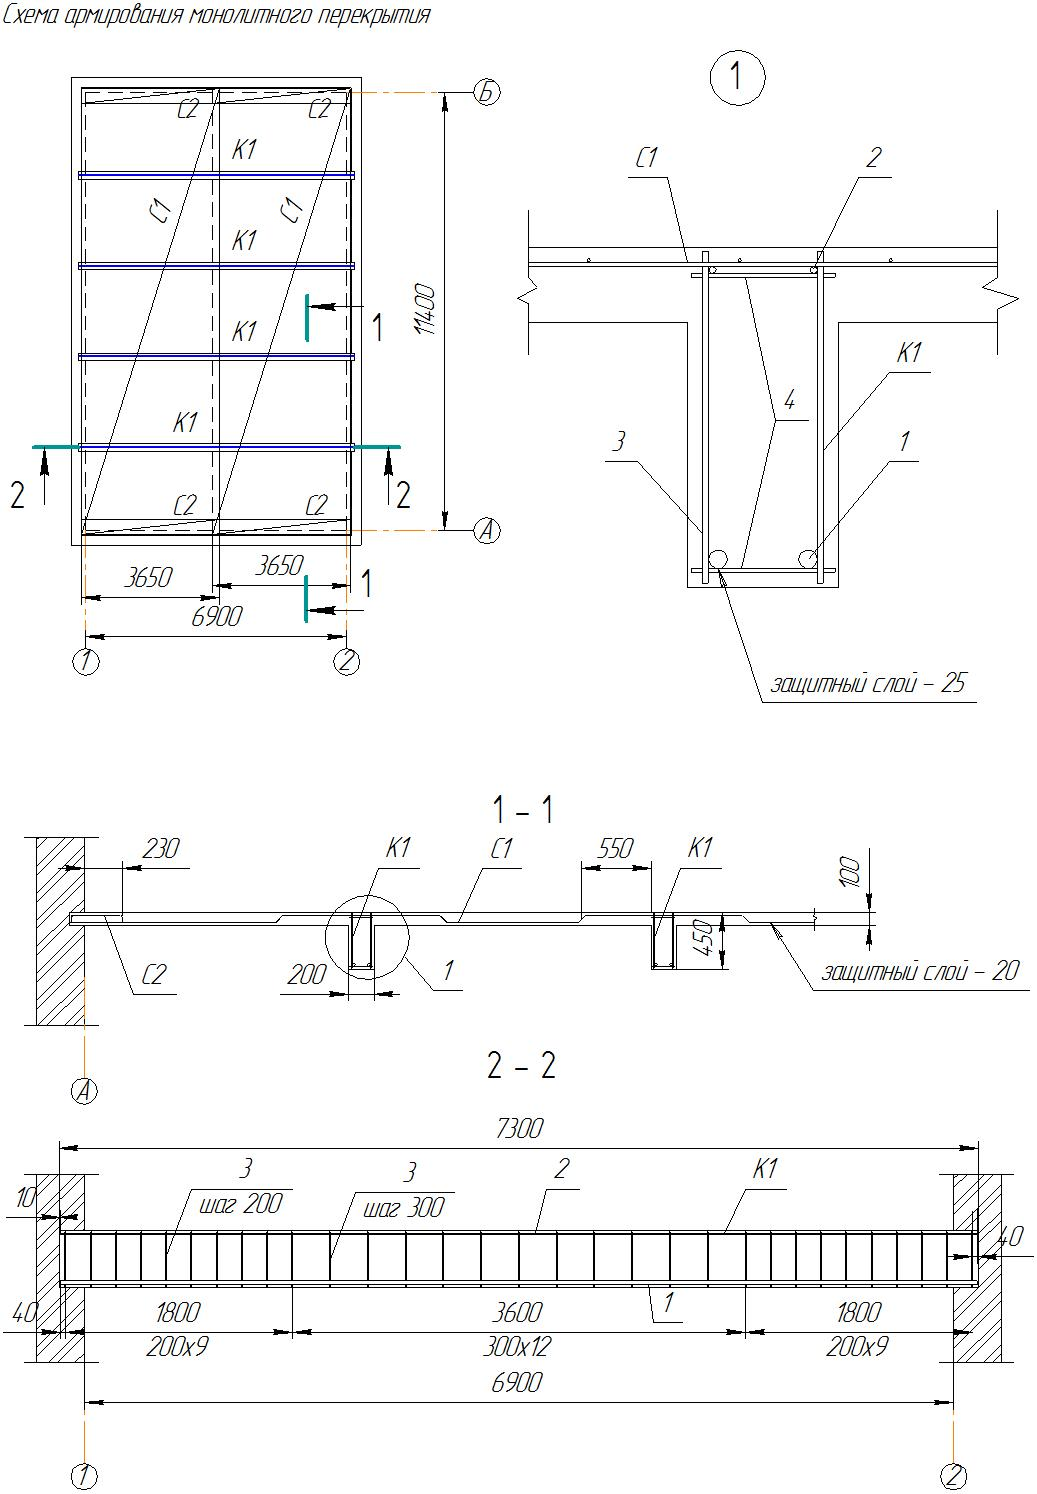 Схема армирования монолитного перекрытия
С2
С2
Б
К1
С1
С1
К1
11400
К1
1
К1
2
2
С2
С2
А
3650
3650
1
6900
1
2
1
С1
2
К1
4
3
1
защитный слой - 25
1 - 1
230
К1
С1
550
К1
100
450
С2
200
1
защитный слой - 20
А
2 - 2
7300
3
шаг 200
3
шаг 300
2
К1
10
40
40
1800
200х9
3600
300х12
1
1800
200х9
6900
1
2